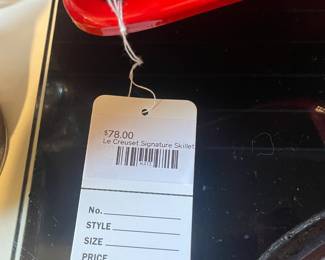 $78.00
Le Creuset Signature Skillet
No.
STYLE
SIZE
PRICE